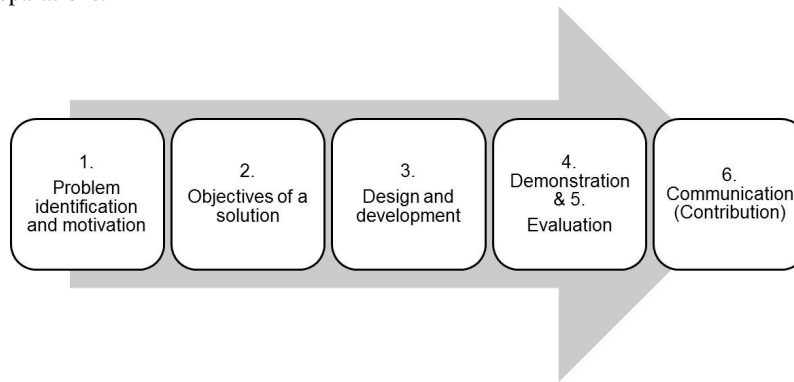 1.
Problem
identification
and motivation
2.
Objectives of a
solution
3.
Design and
development
4.
Demonstration
& 5.
Evaluation
6.
Communication
(Contribution)